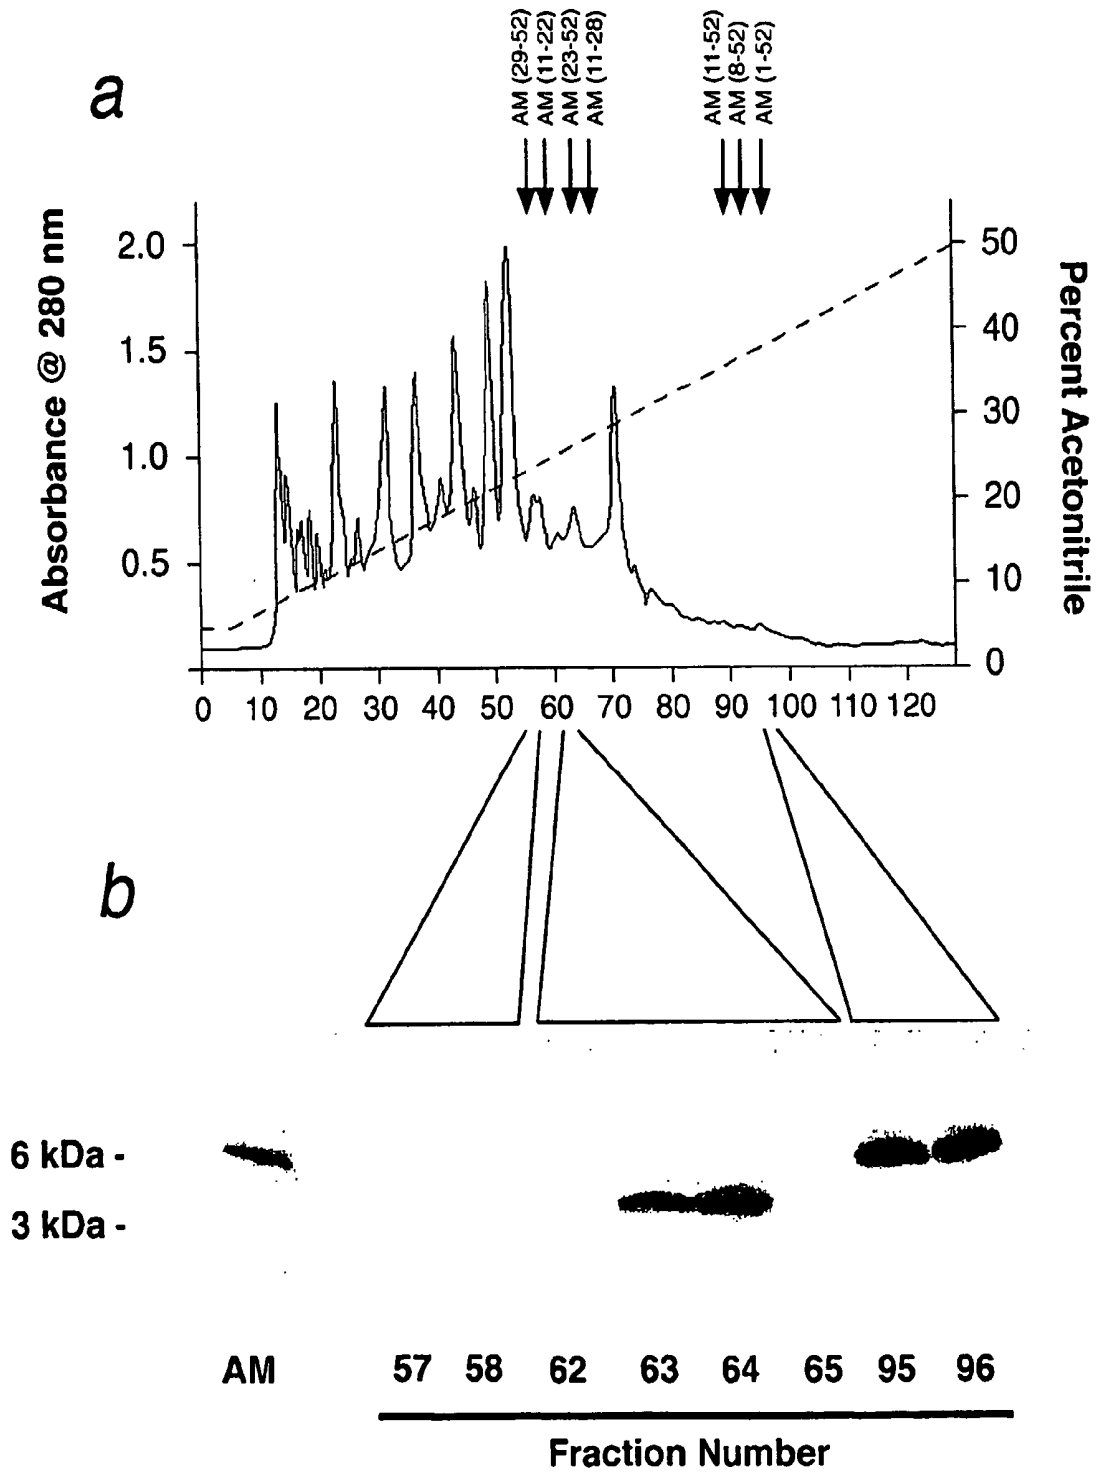 a
AM (29-52)
AM (11-22)
AM (23-52)
AM (11-28)
AM (11-52)
AM (8-52)
AM (1-52)
Absorbance @ 280 nm
2.0
1.5
1.0
0.5
50
40
30
20
10
0
Percent Acetonitrile
0 10 20 30 40 50 60 70 80 90 100 110 120
b
6 kDa -
3 kDa -
AM 57 58 62 63 64 65 95 96
Fraction Number